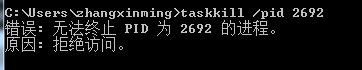 C:\Users\zhangxinming>taskkill /pid 2692
错误: 无法终止 PID 为 2692 的进程。
原因: 拒绝访问。